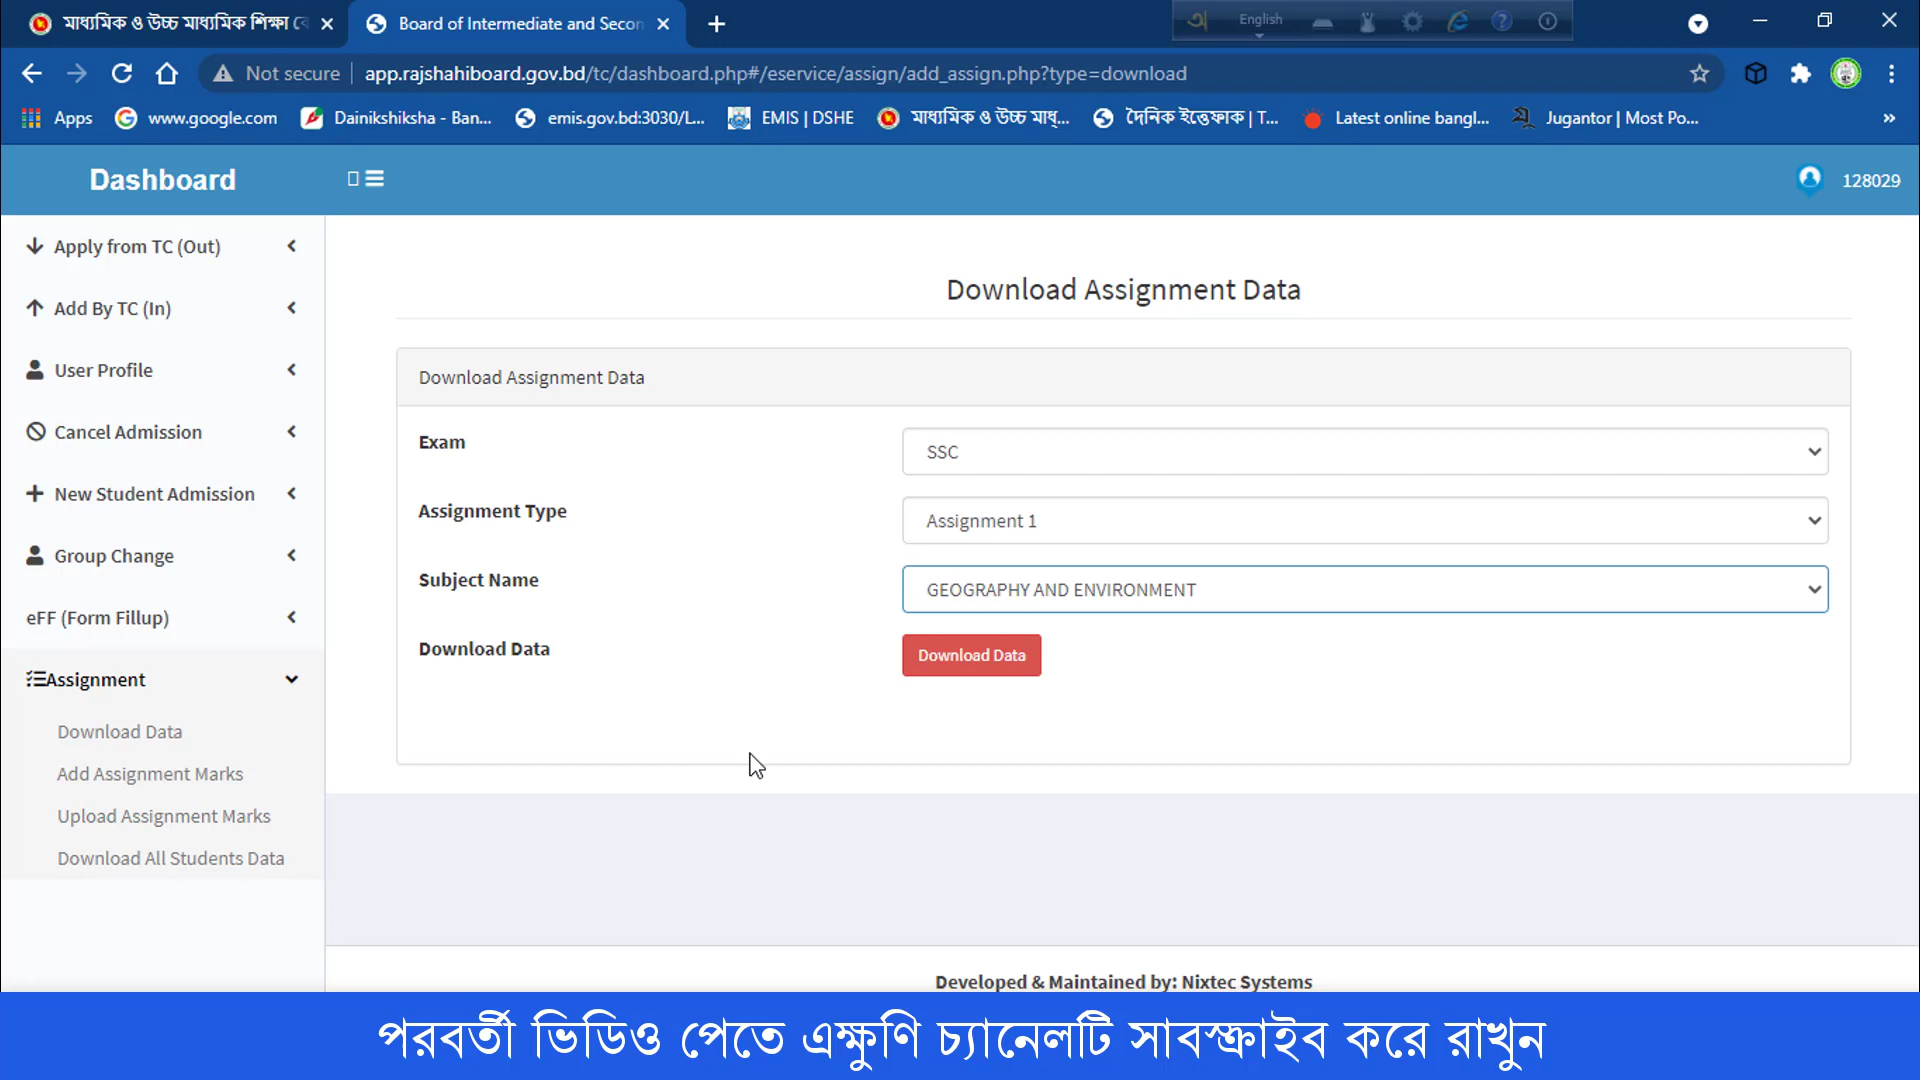 মাধ্যমিক ও উচ্চ মাধ্যমিক শিক্ষা বে
Board of Intermediate and Secon
English
Not secure
app.rajshahiboard.gov.bd/tc/dashboard.php#/eservice/assign/add_assign.php?type=download
Apps
www.google.com
Dainikshiksha - Ban...
emis.gov.bd:3030/L...
EMIS | DSHE
মাধ্যমিক ও উচ্চ মাধ্...
দৈনিক ইত্তেফাক | T...
Latest online bangl...
Jugantor | Most Po...
Dashboard
128029
Apply from TC (Out)
Add By TC (In)
User Profile
Cancel Admission
New Student Admission
Group Change
eFF (Form Fillup)
Assignment
Download Data
Add Assignment Marks
Upload Assignment Marks
Download All Students Data
Download Assignment Data
Download Assignment Data
Exam
SSC
Assignment Type
Assignment 1
Subject Name
GEOGRAPHY AND ENVIRONMENT
Download Data
Download Data
Developed & Maintained by: Nixtec Systems
পরবর্তী ভিডিও পেতে এক্ষুণি চ্যানেলটি সাবস্ক্রাইব করে রাখুন